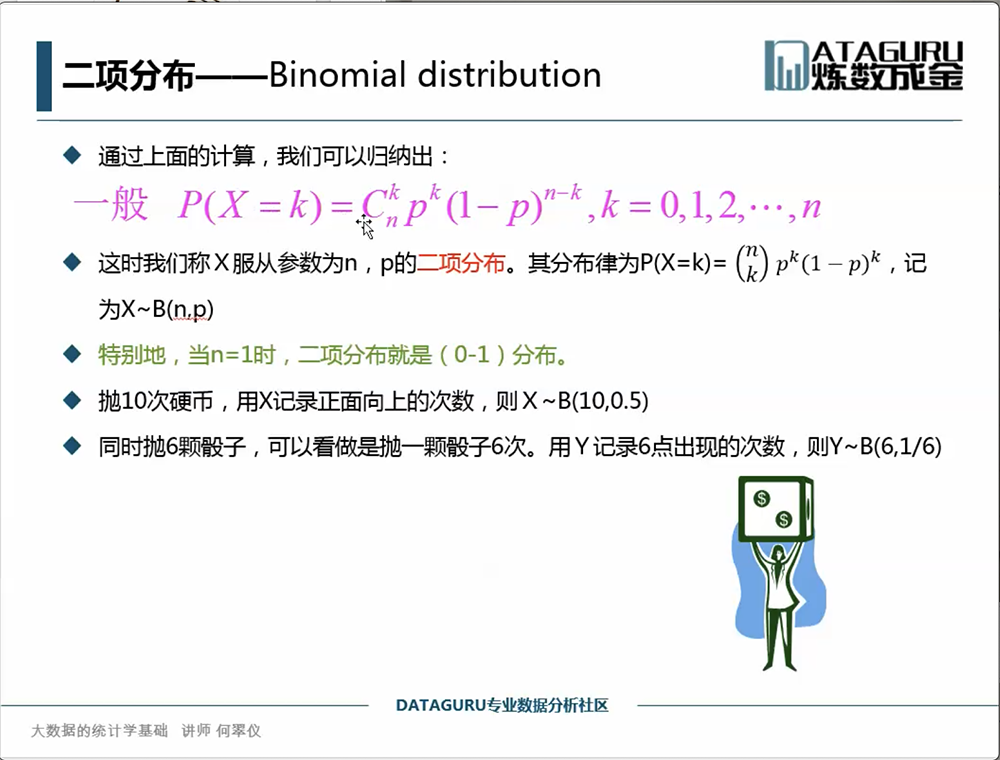 二项分布——Binomial distribution
DATAGURU
炼数成金
通过上面的计算，我们可以归纳出：
一般 P(X = k) = C_n^k p^k (1 − p)^{n−k}, k = 0,1,2,⋯,n
这时我们称X服从参数为n，p的二项分布。其分布律为P(X=k)= \binom{n}{k} p^k(1 − p)^k，记
为X~B(n,p)
特别地，当n=1时，二项分布就是（0-1）分布。
抛10次硬币，用X记录正面向上的次数，则X~B(10,0.5)
同时抛6颗骰子，可以看做是抛一颗骰子6次。用Y记录6点出现的次数，则Y~B(6,1/6)
$
$
DATAGURU专业数据分析社区
大数据的统计学基础 讲师 何翠仪